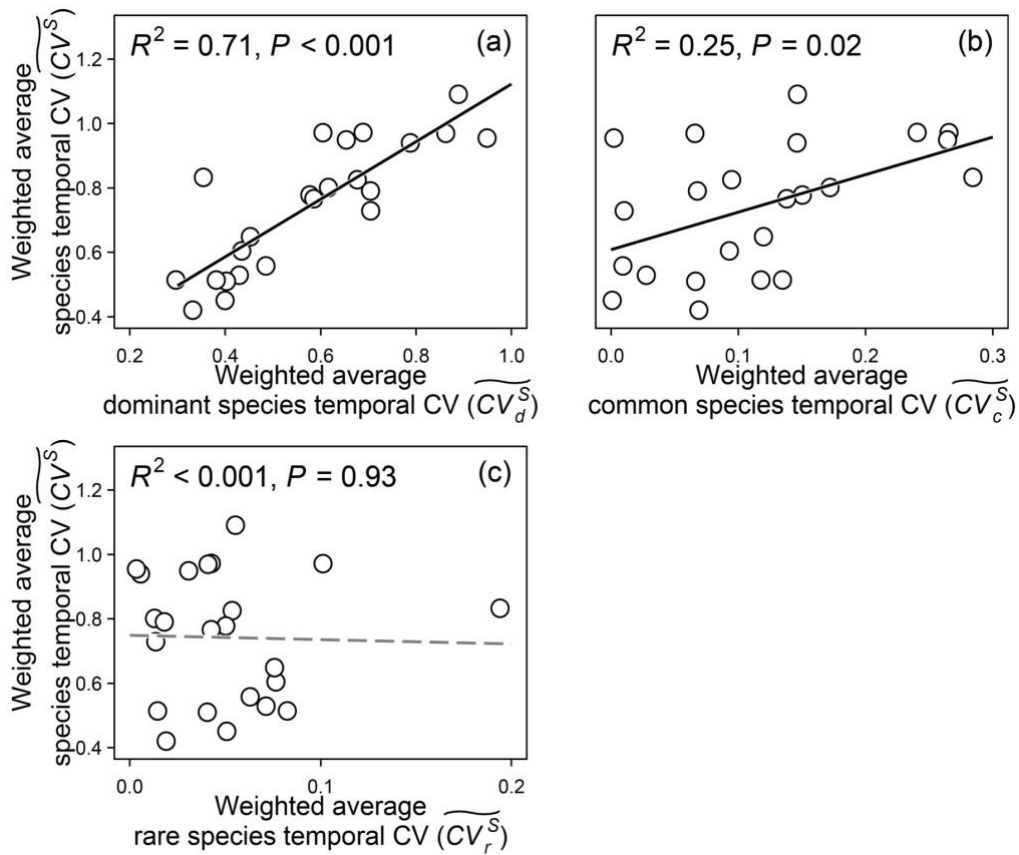 R² = 0.71, P < 0.001
(a)
Weighted average
species temporal CV (CV^S)
1.2
1.0
0.8
0.6
0.4
0.2 0.4 0.6 0.8 1.0
Weighted average
dominant species temporal CV (CV_d^S)
R² = 0.25, P = 0.02
(b)
0.0 0.1 0.2 0.3
Weighted average
common species temporal CV (CV_c^S)
R² < 0.001, P = 0.93
(c)
Weighted average
species temporal CV (CV^S)
1.2
1.0
0.8
0.6
0.4
0.0 0.1 0.2
Weighted average
rare species temporal CV (CV_r^S)